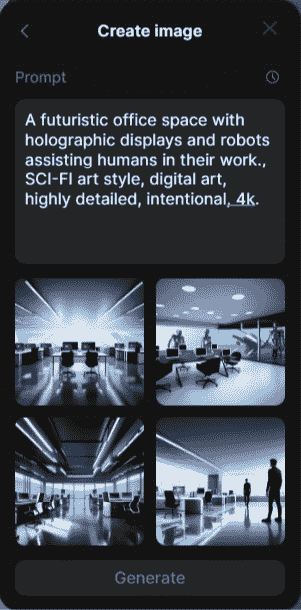 Create image
Prompt
A futuristic office space with
holographic displays and robots
assisting humans in their work.,
SCI-FI art style, digital art,
highly detailed, intentional, 4k.
Generate